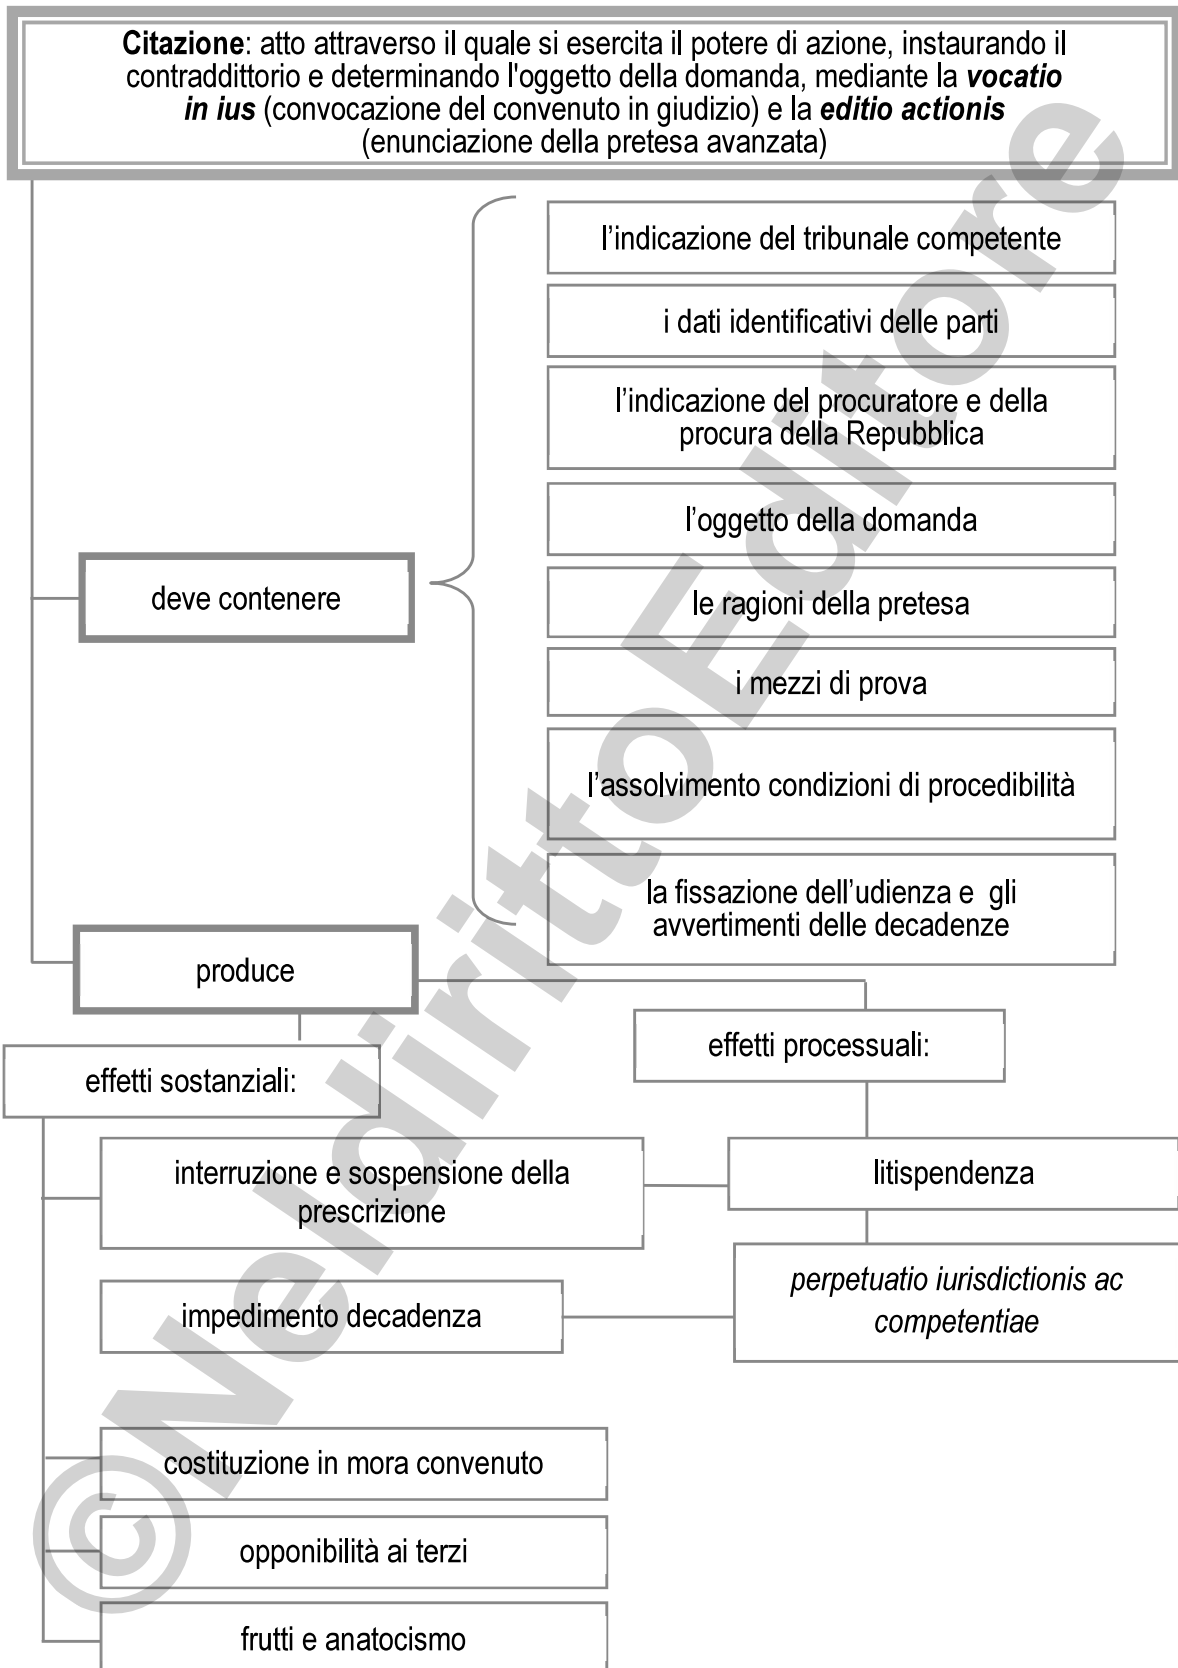 Citazione: atto attraverso il quale si esercita il potere di azione, instaurando il
contraddittorio e determinando l'oggetto della domanda, mediante la vocatio
in ius (convocazione del convenuto in giudizio) e la editio actionis
(enunciazione della pretesa avanzata)
l’indicazione del tribunale competente
i dati identificativi delle parti
l’indicazione del procuratore e della
procura della Repubblica
l’oggetto della domanda
deve contenere
le ragioni della pretesa
i mezzi di prova
l’assolvimento condizioni di procedibilità
la fissazione dell’udienza e gli
avvertimenti delle decadenze
produce
effetti processuali:
effetti sostanziali:
interruzione e sospensione della
prescrizione
litispendenza
impedimento decadenza
perpetuatio iurisdictionis ac
competentiae
costituzione in mora convenuto
opponibilità ai terzi
frutti e anatocismo
©NeldirittoEditore